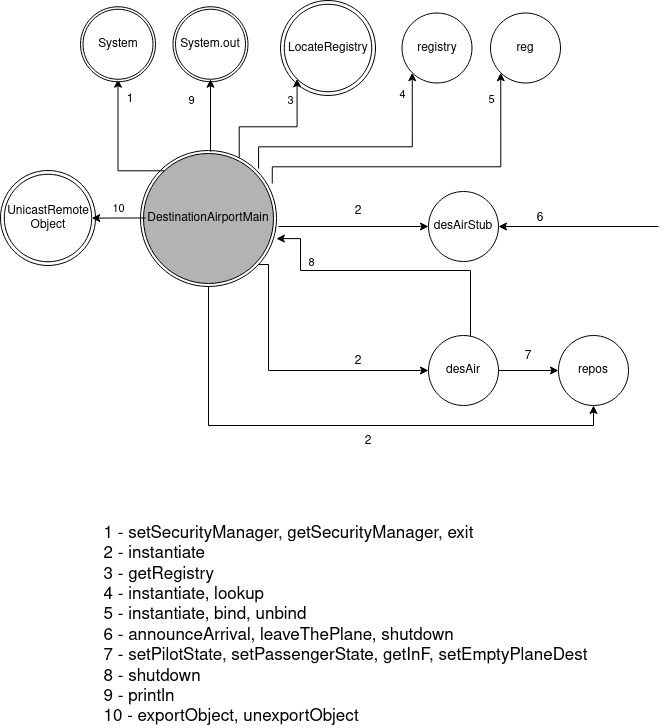 System
System.out
LocateRegistry
registry
reg
1
9
3
4
5
UnicastRemote
Object
10
DestinationAirportMain
2
desAirStub
6
8
2
desAir
7
repos
2
1 - setSecurityManager, getSecurityManager, exit
2 - instantiate
3 - getRegistry
4 - instantiate, lookup
5 - instantiate, bind, unbind
6 - announceArrival, leaveThePlane, shutdown
7 - setPilotState, setPassengerState, getInF, setEmptyPlaneDest
8 - shutdown
9 - println
10 - exportObject, unexportObject